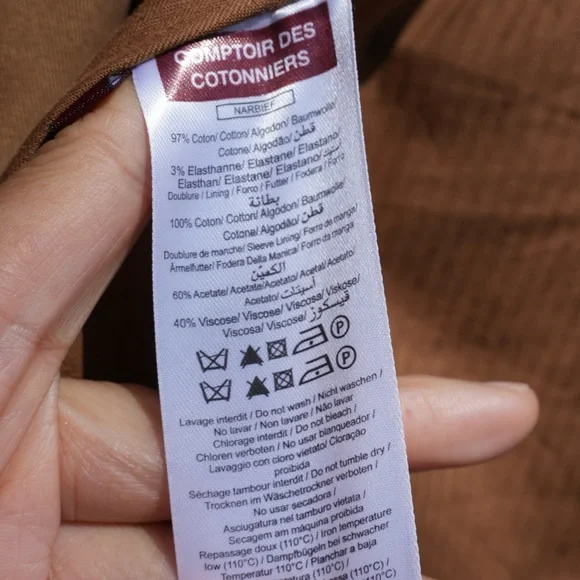 COMPTOIR DES
COTONNIERS
NARBIEF
97% Coton/ Cotton/ Algodon/ Baumwolle/
Cotone/ Algodão/ قطن
3% Elasthanne/ Elastane/ Elastano/
Elasthan/ Elastane/ Elastano/
Doublure / Lining / Forro / Futter / Fodera / Forro
بطانة
100% Coton/ Cotton/ Algodon/ Baumwolle/
Cotone/ Algodão/ قطن
Doublure de manche/ Sleeve Lining/ Forro de manga/
Ärmelfutter/ Fodera Della Manica/ Forro da manga
الكمّين
60% Acetate/ Acetate/ Acetato/ Acetat/ Acetato/
Acetato/ أسيتات
40% Viscose/ Viscose/ Viscosa/ Viskose/
Viscosa/ Viscose/ فيسكوز
P
P
Lavage interdit / Do not wash / Nicht waschen /
No lavar / Non lavare / Não lavar
Chlorage interdit / Do not bleach /
Chloren verboten / No usar blanqueador /
Lavaggio con cloro vietato/ Cloração
proibida
Séchage tambour interdit / Do not tumble dry /
Trocknen im Wäschetrockner verboten /
No usar secadora /
Asciugatura nel tamburo vietata /
Secagem am máquina proibida
Repassage doux (110°C) / Iron temperature
low (110°C) / Dampfbügeln bei schwacher
Temperatur 110°C / Planchar a baja